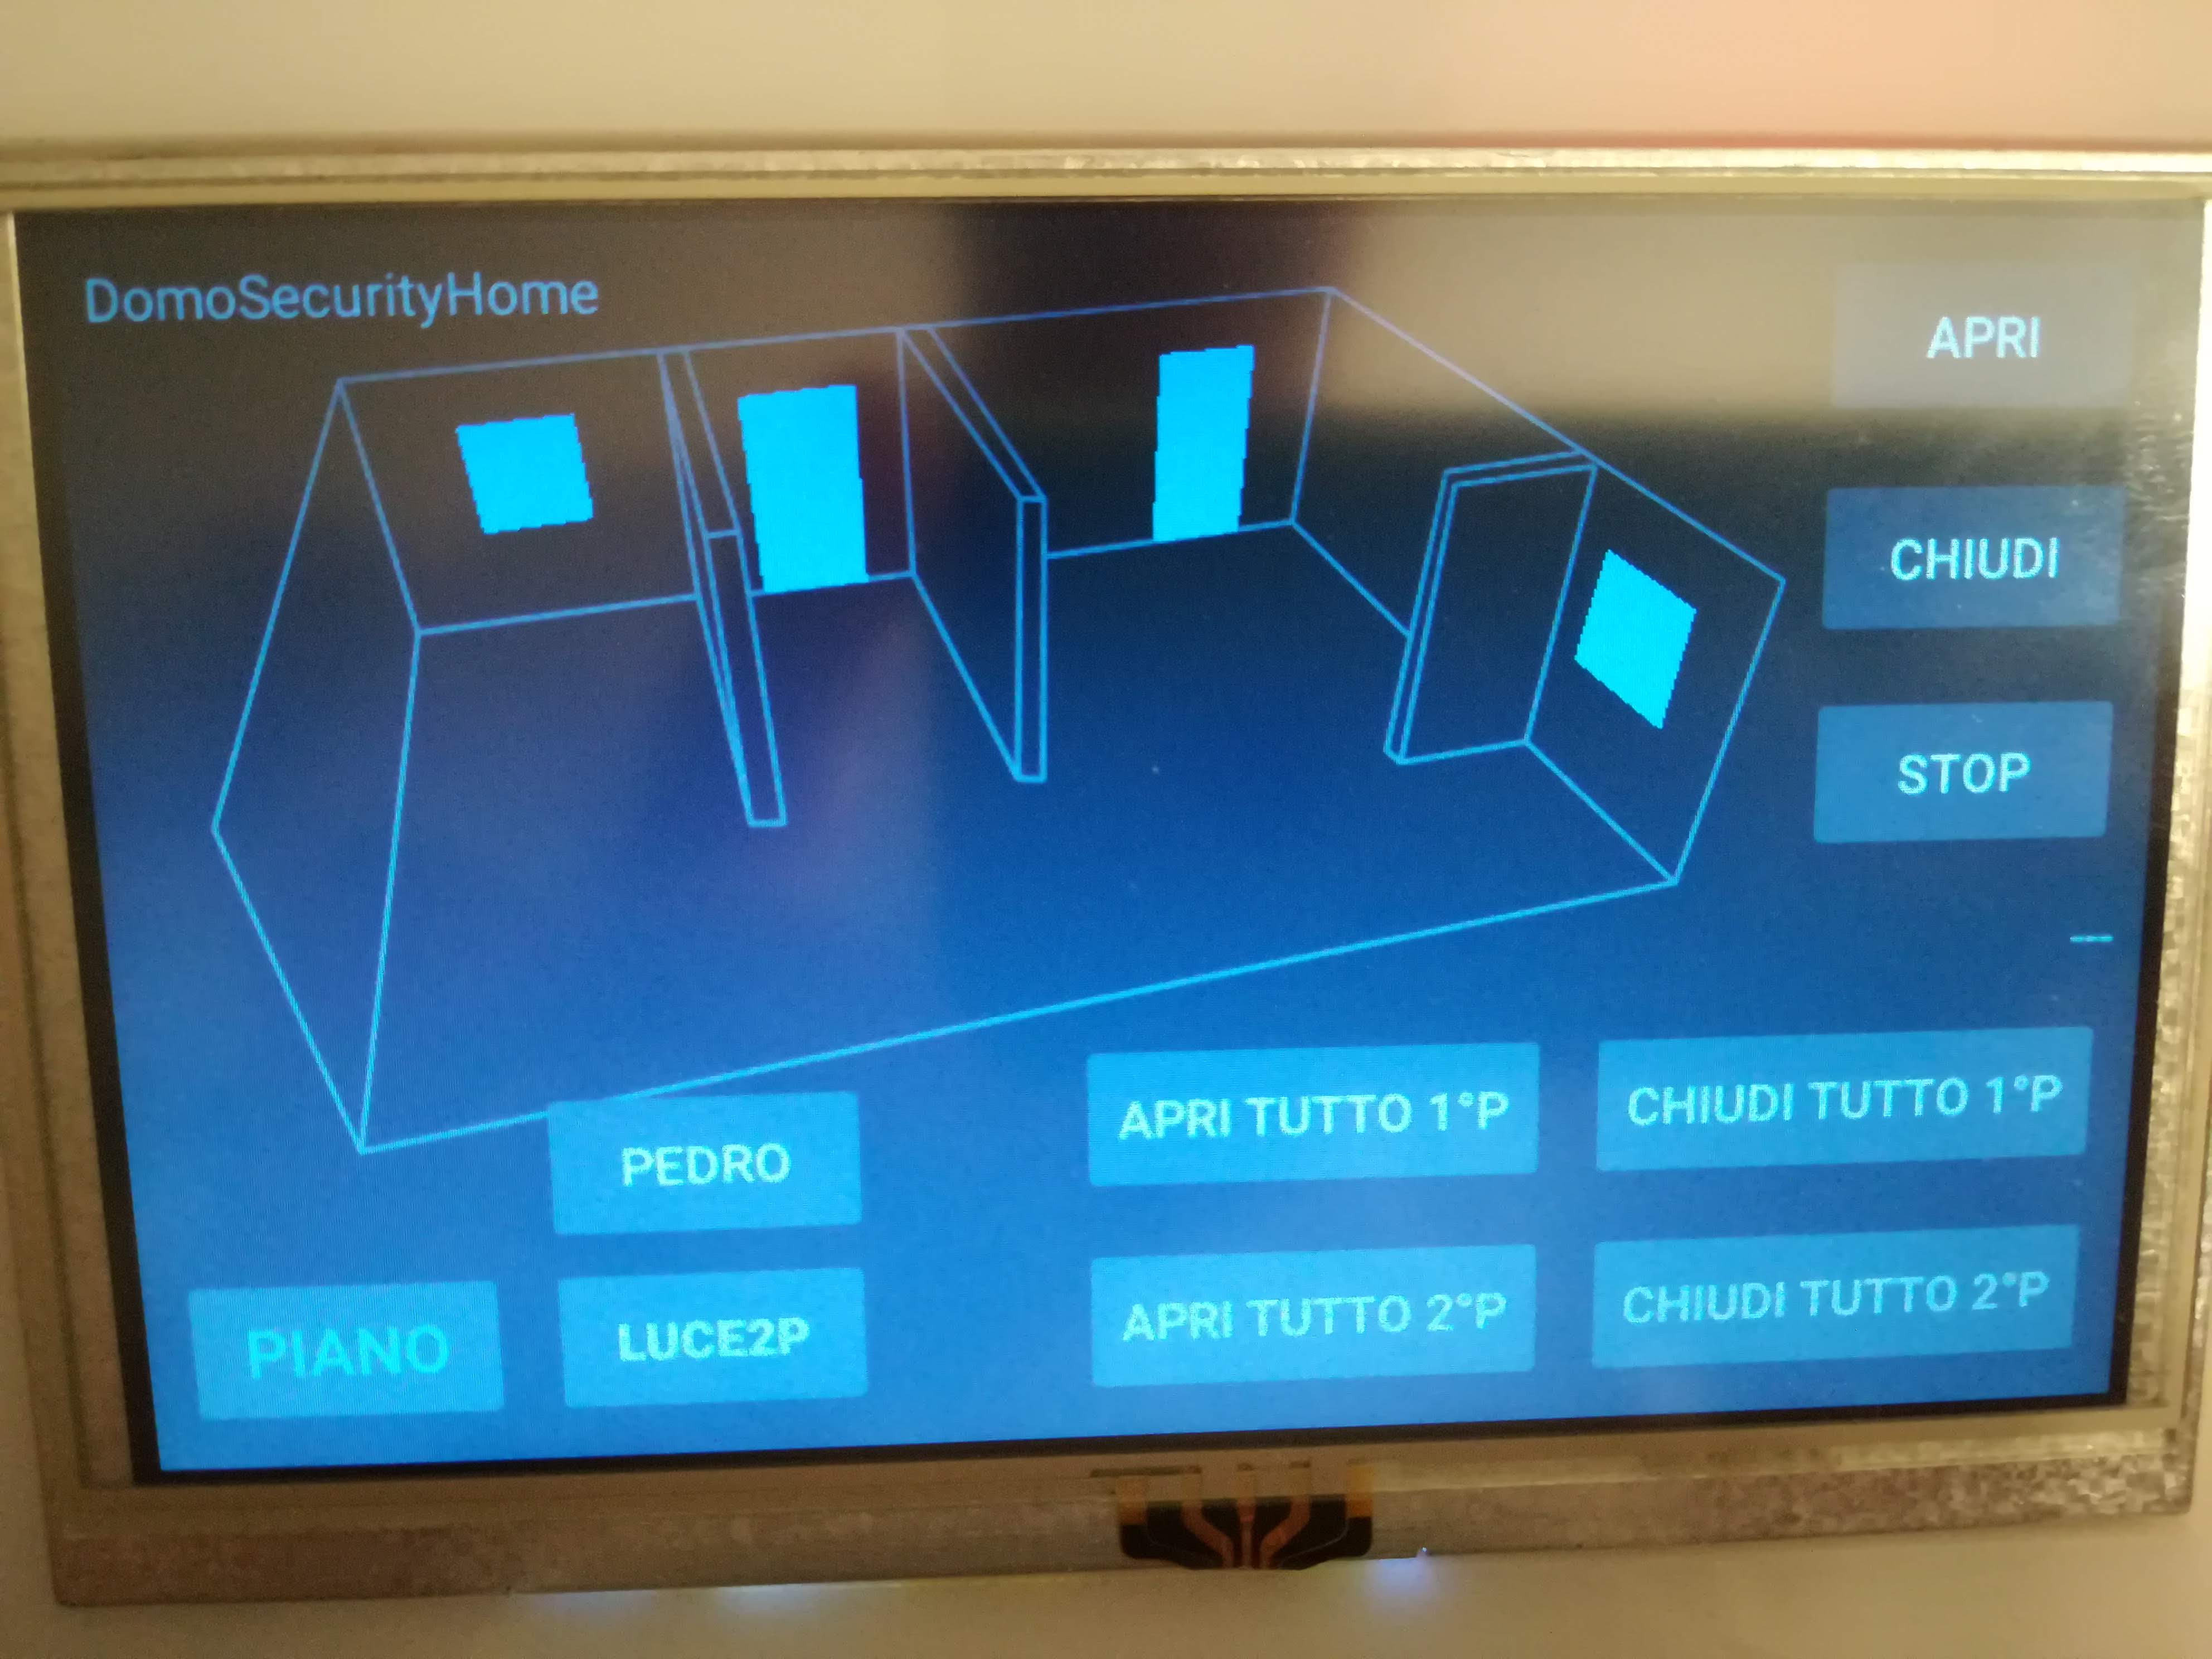 DomoSecurityHome
APRI
CHIUDI
STOP
PEDRO
APRI TUTTO 1°P
CHIUDI TUTTO 1°P
PIANO
LUCE2P
APRI TUTTO 2°P
CHIUDI TUTTO 2°P